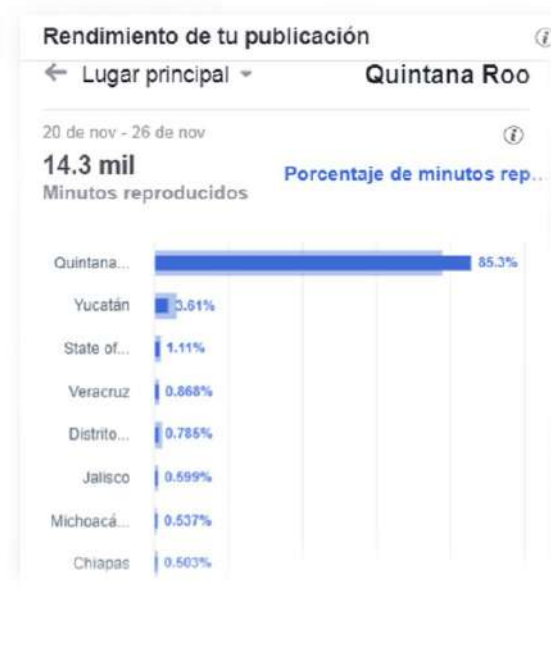 Rendimiento de tu publicación
Lugar principal Quintana Roo
20 de nov - 26 de nov
14.3 mil
Minutos reproducidos
Porcentaje de minutos rep...
Quintana... 85.3%
Yucatán 3.61%
State of... 1.11%
Veracruz 0.868%
Distrito... 0.785%
Jalisco 0.599%
Michoacá... 0.537%
Chiapas 0.503%